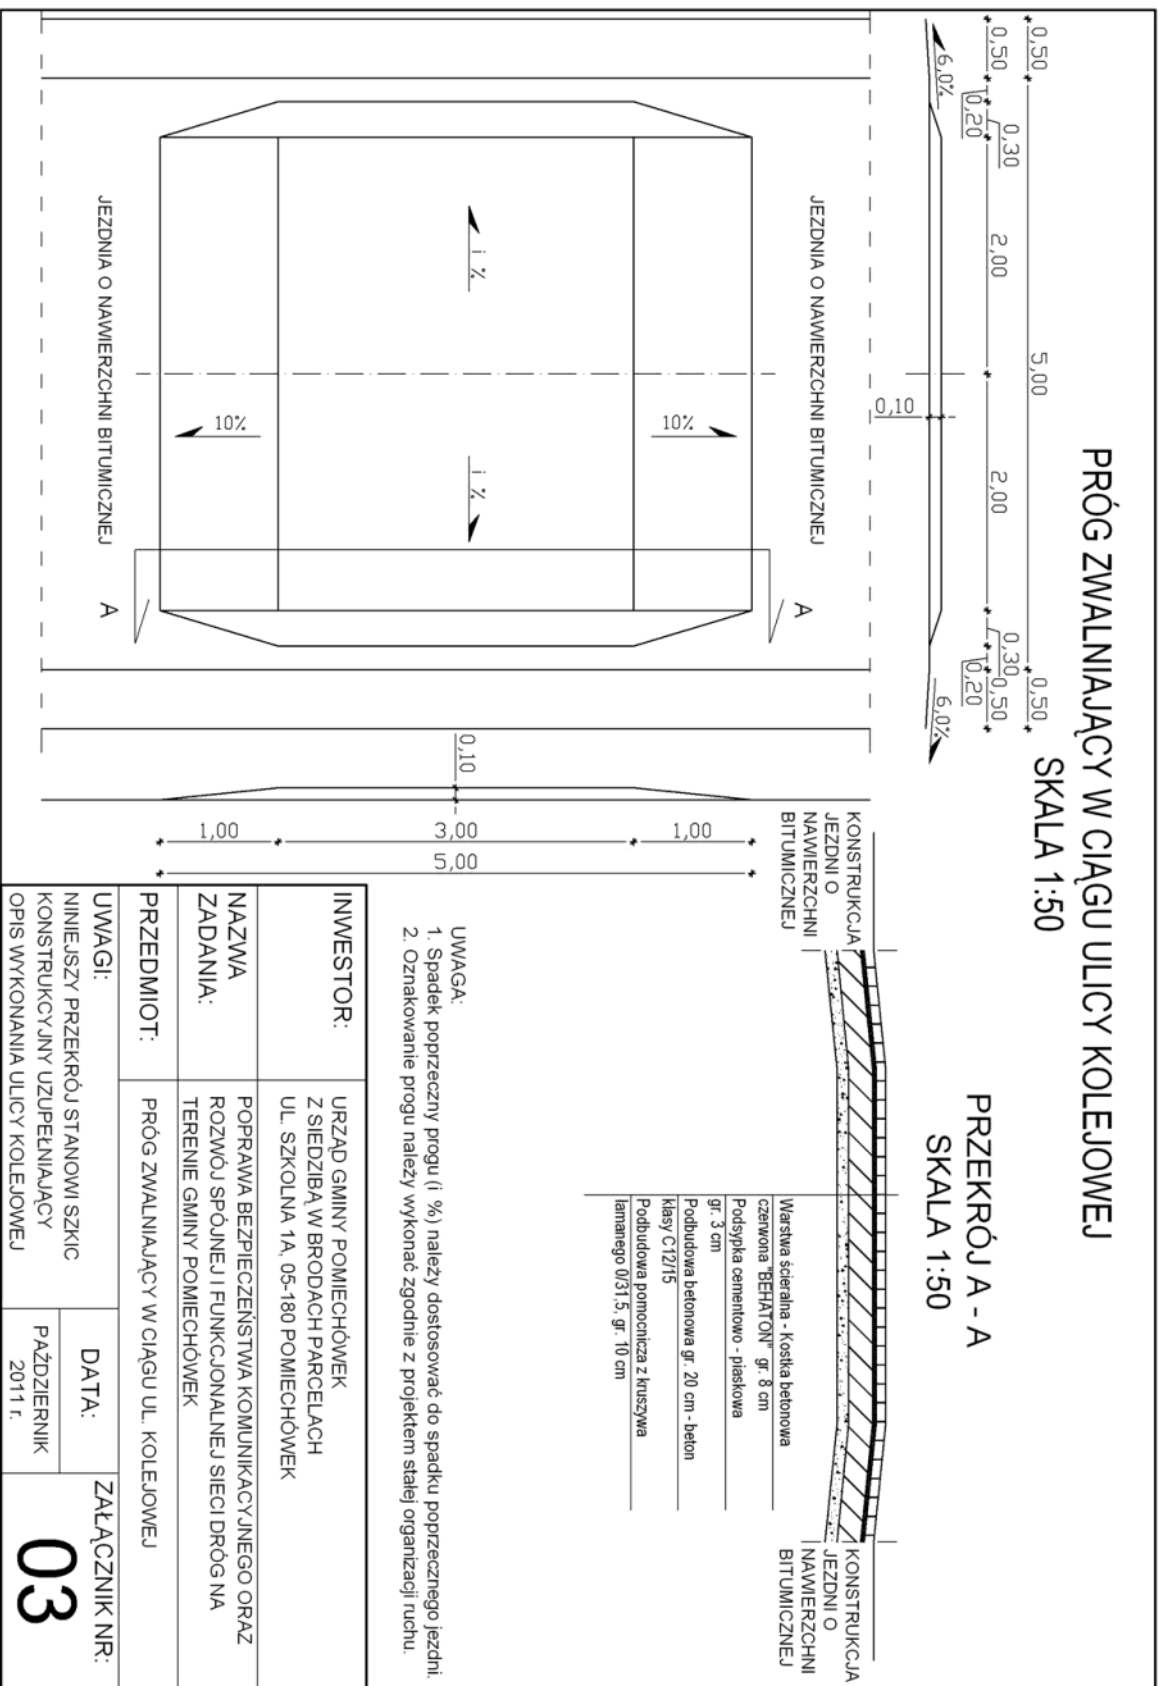 PRÓG ZWALNIAJĄCY W CIĄGU ULICY KOLEJOWEJ
SKALA 1:50
0,50
5,00
0,50
0,50
0,30
2,00
2,00
0,30
0,50
0,20
0,20
6,0%
6,0%
0,10
JEZDNIA O NAWIERZCHNI BITUMICZNEJ
A
10%
10%
i %
i %
JEZDNIA O NAWIERZCHNI BITUMICZNEJ
A
0,10
1,00
3,00
1,00
5,00
PRZEKRÓJ A - A
SKALA 1:50
KONSTRUKCJA
JEZDNI O
NAWIERZCHNI
BITUMICZNEJ
KONSTRUKCJA
JEZDNI O
NAWIERZCHNI
BITUMICZNEJ
Warstwa ścieralna - Kostka betonowa
czerwona "BEHATON" gr. 8 cm
Podsypka cementowo - piaskowa
gr. 3 cm
Podbudowa betonowa gr. 20 cm - beton
klasy C12/15
Podbudowa pomocnicza z kruszywa
łamanego 0/31,5, gr. 10 cm
UWAGA:
1. Spadek poprzeczny progu (i %) należy dostosować do spadku poprzecznego jezdni.
2. Oznakowanie progu należy wykonać zgodnie z projektem stałej organizacji ruchu.
INWESTOR:
URZĄD GMINY POMIECHÓWEK
Z SIEDZIBĄ W BRODACH PARCELACH
UL. SZKOLNA 1A, 05-180 POMIECHÓWEK
NAZWA
ZADANIA:
POPRAWA BEZPIECZEŃSTWA KOMUNIKACYJNEGO ORAZ
ROZWÓJ SPÓJNEJ I FUNKCJONALNEJ SIECI DRÓG NA
TERENIE GMINY POMIECHÓWEK
PRZEDMIOT:
PRÓG ZWALNIAJĄCY W CIĄGU UL. KOLEJOWEJ
UWAGI:
NINIEJSZY PRZEKRÓJ STANOWI SZKIC
KONSTRUKCYJNY UZUPEŁNIAJĄCY
OPIS WYKONANIA ULICY KOLEJOWEJ
DATA:
PAŹDZIERNIK
2011 r.
ZAŁĄCZNIK NR:
03